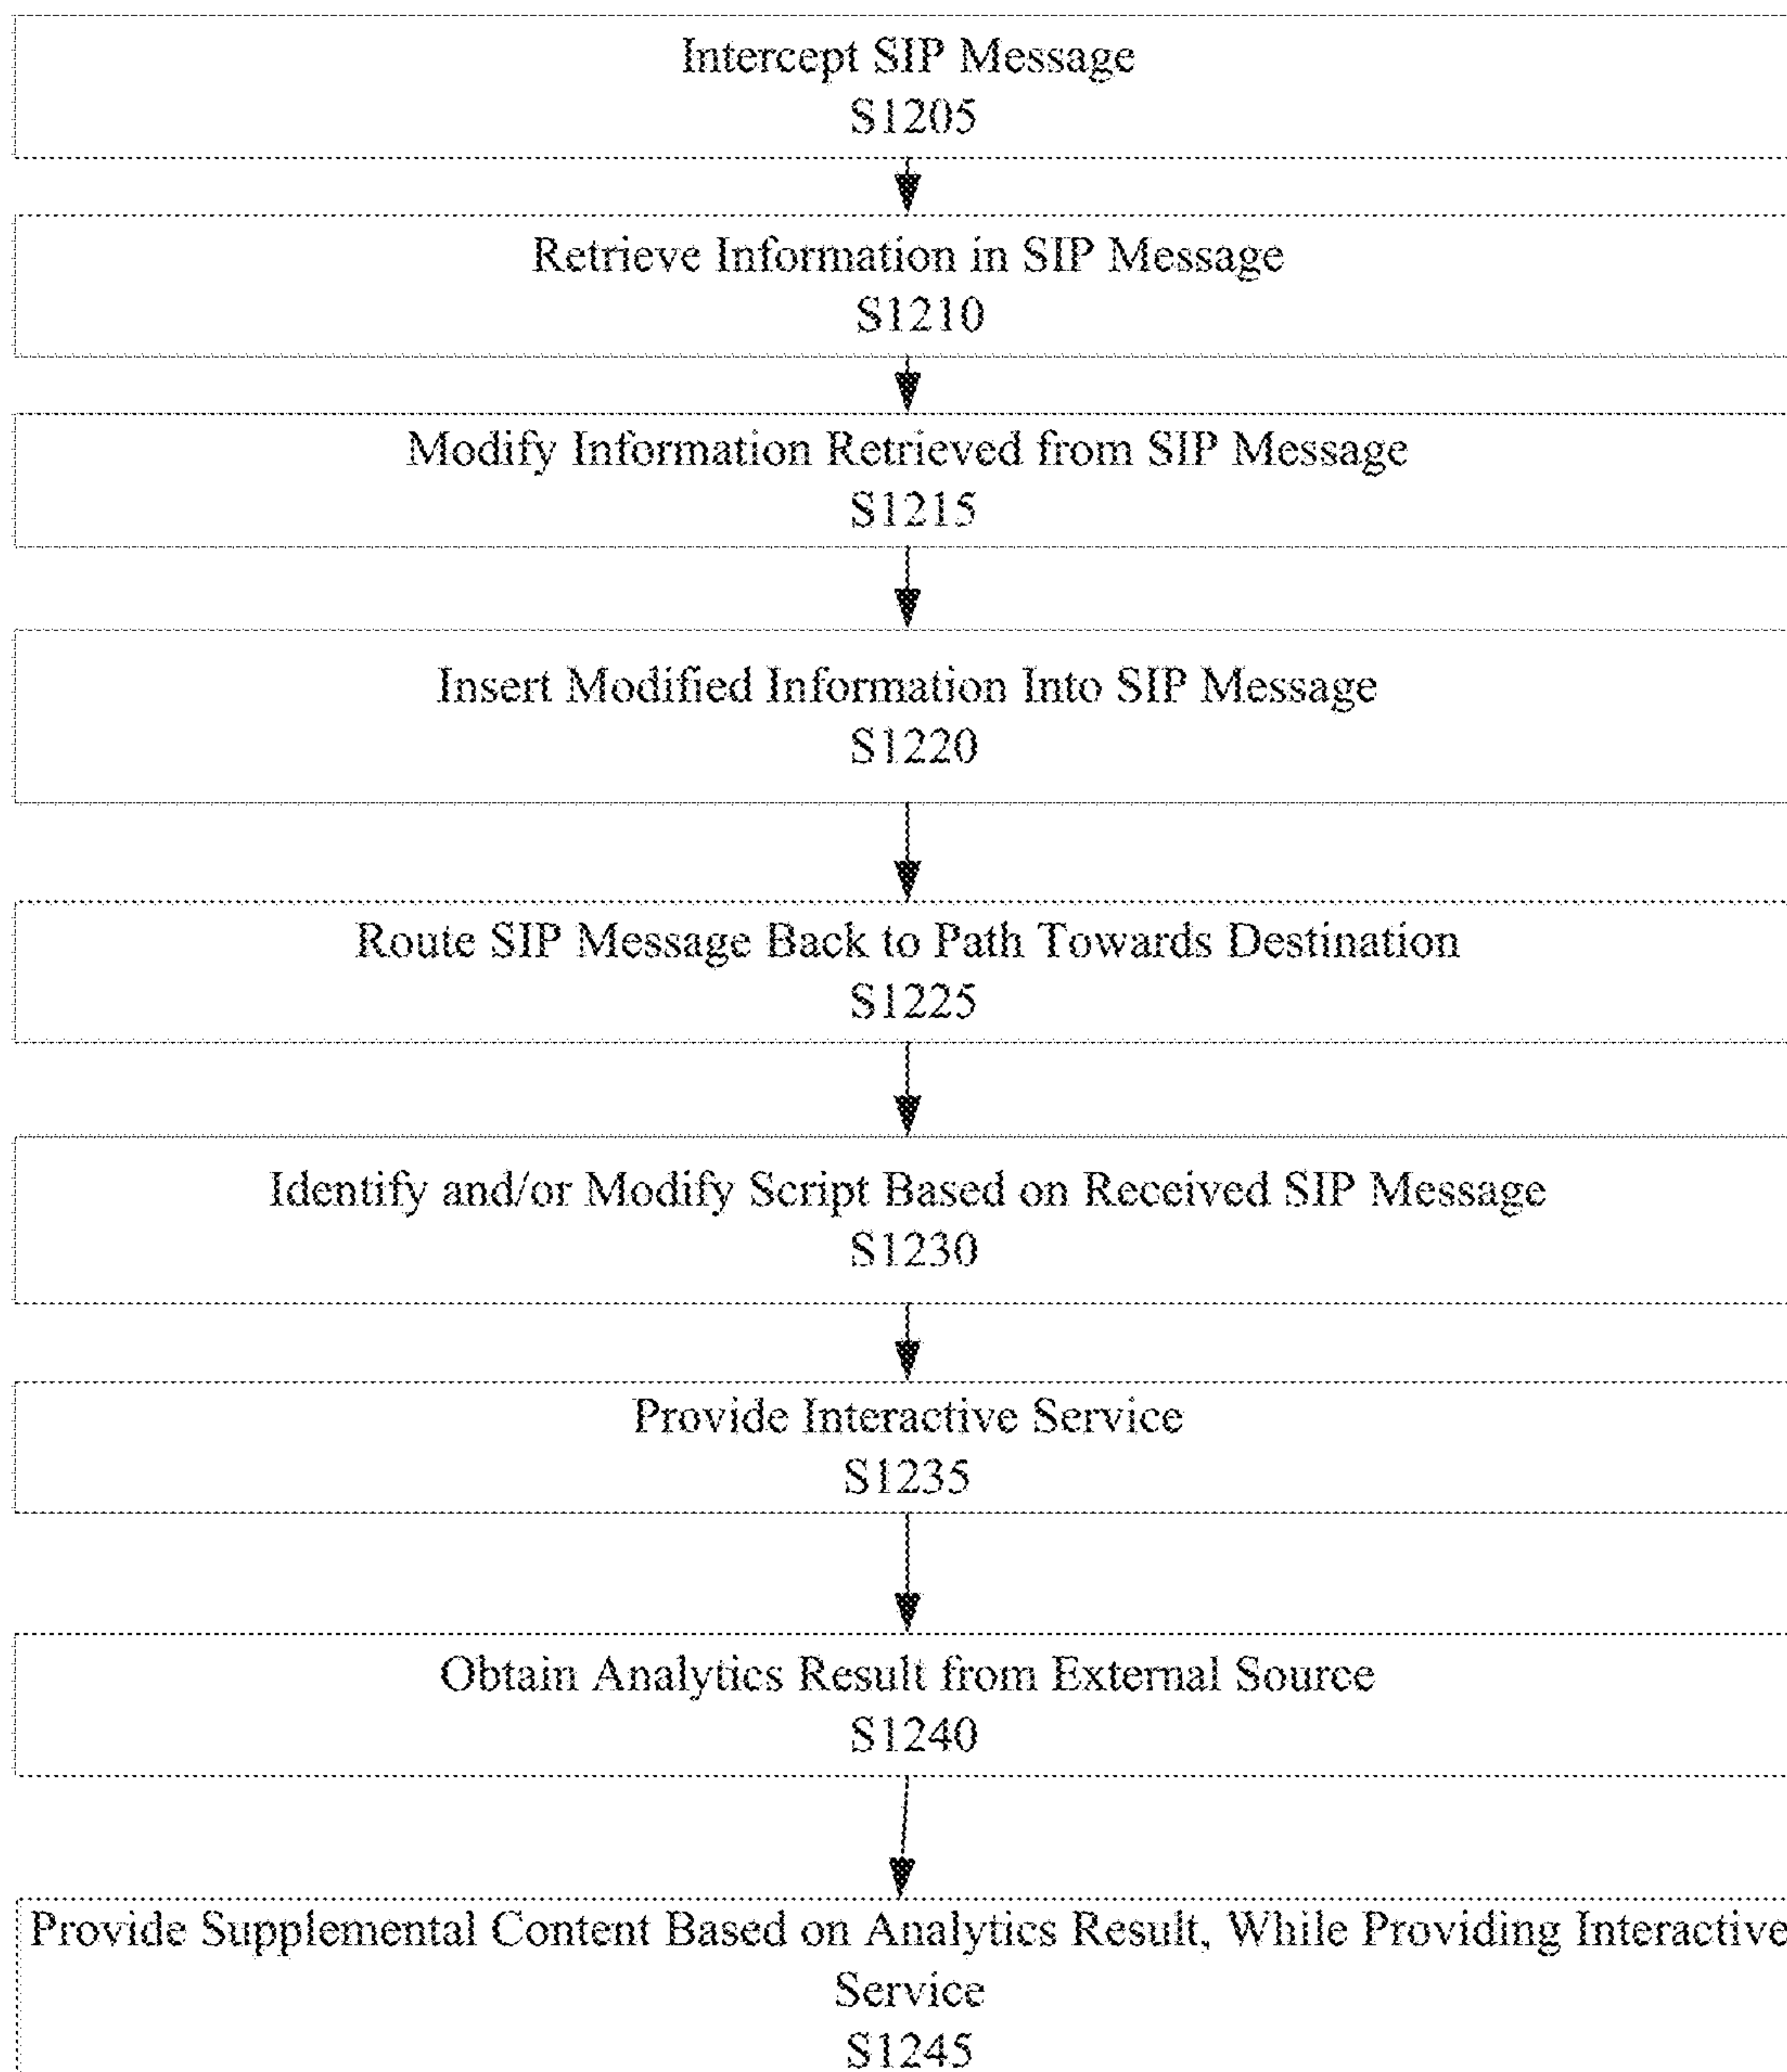 Intercept SIP Message
S1205
Retrieve Information in SIP Message
S1210
Modify Information Retrieved from SIP Message
S1215
Insert Modified Information Into SIP Message
S1220
Route SIP Message Back to Path Towards Destination
S1225
Identify and/or Modify Script Based on Received SIP Message
S1230
Provide Interactive Service
S1235
Obtain Analytics Result from External Source
S1240
Provide Supplemental Content Based on Analytics Result, While Providing Interactive
Service
S1245